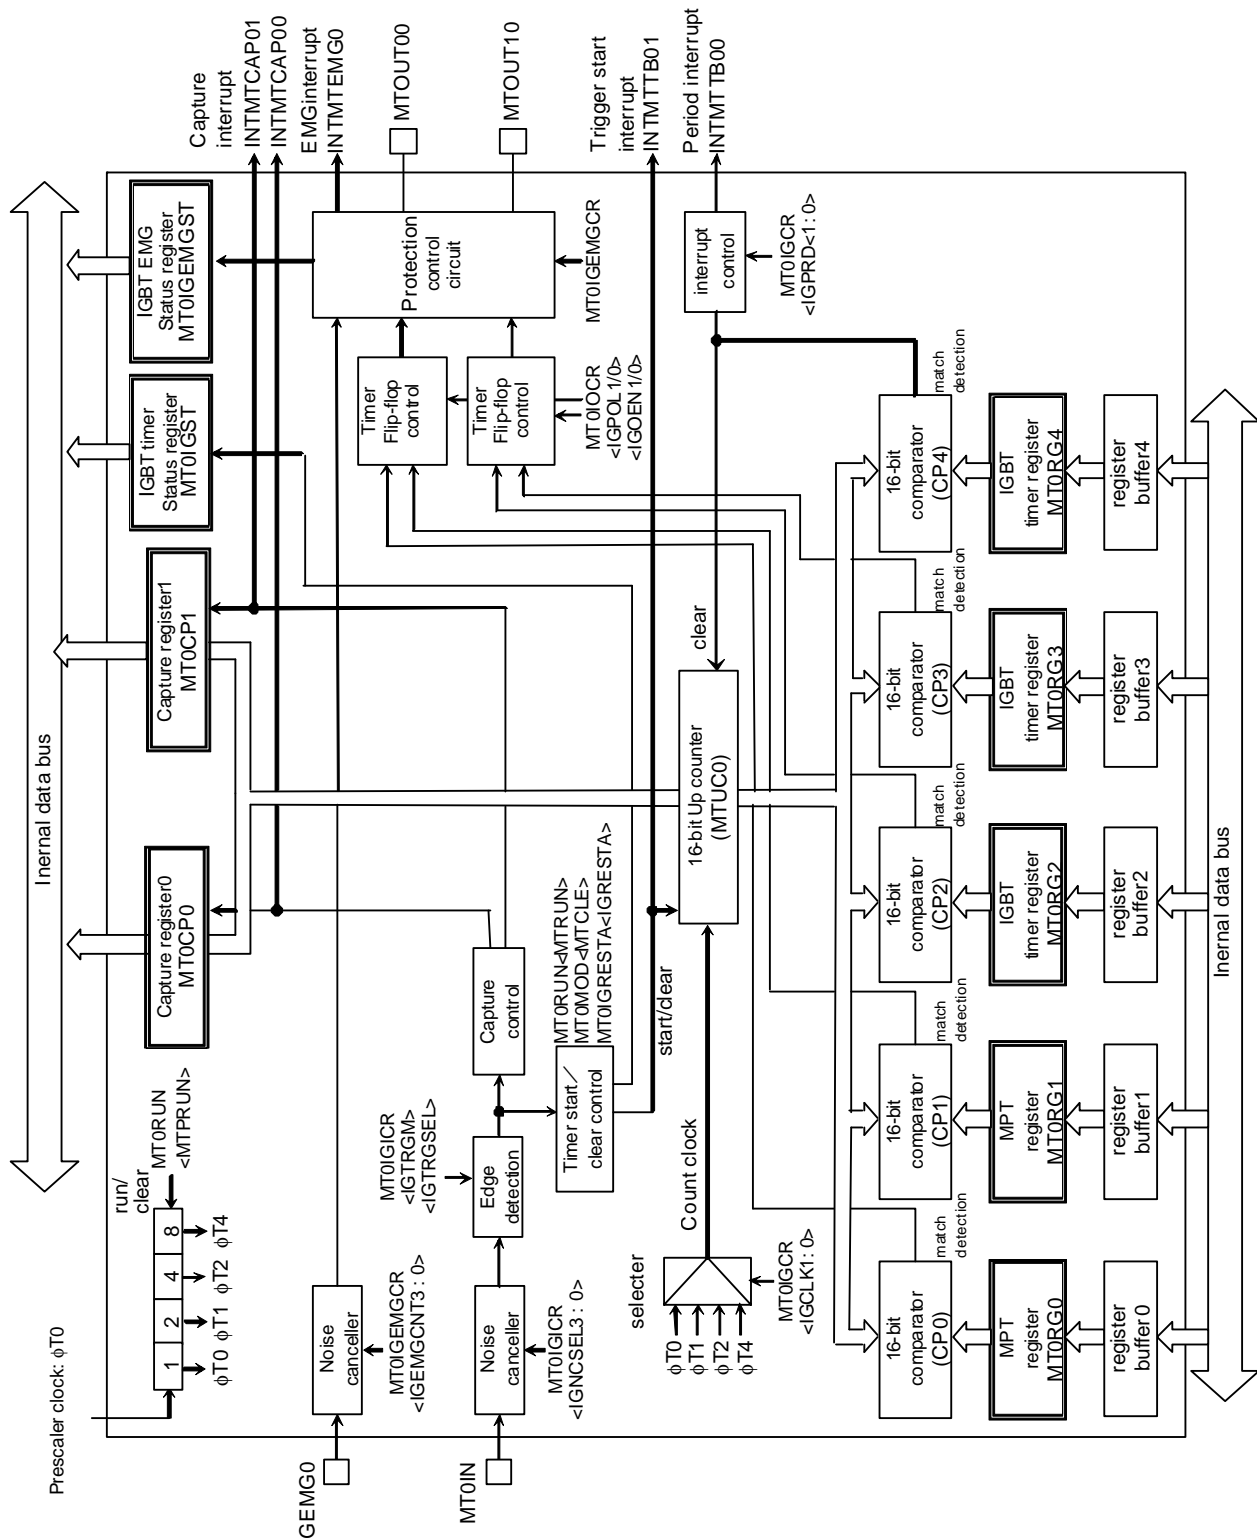 Prescaler clock: ϕT0
1
2
4
8
ϕT0
ϕT1
ϕT2
ϕT4
run/
clear
MT0RUN
<MTPRUN>
Inernal data bus
Capture register0
MT0CP0
Capture register1
MT0CP1
IGBT timer
Status register
MT0IGST
IGBT EMG
Status register
MT0IGEMGST
Capture
interrupt
INTMTCAP01
INTMTCAP00
EMGinterrupt
INTMTEMG0
MTOUT00
MTOUT10
Trigger start
interrupt
INTMTTB01
Period interrupt
INTMTTB00
GEMG0
Noise
canceller
MT0IGEMGCR
<IGEMGCNT3 : 0>
MT0IN
Noise
canceller
MT0IGICR
<IGNCSEL3 : 0>
Edge
detection
MT0IGICR
<IGTRGM>
<IGTRGSEL>
Capture
control
Timer start/
clear control
MT0RUN<MTRUN>
MT0MOD<MTCLE>
MT0IGRESTA<IGRESTA>
start/clear
Timer
Flip-flop
control
Timer
Flip-flop
control
MT0IOCR
<IGPOL1/0>
<IGOEN1/0>
Protection
control
circuit
MT0IGEMGCR
interrupt
control
MT0IGCR
<IGPRD<1: 0>
selecter
ϕT0
ϕT1
ϕT2
ϕT4
MT0IGCR
<IGCLK1: 0>
Count clock
16-bit Up counter
(MTUC0)
clear
16-bit
comparator
(CP0)
match
detection
16-bit
comparator
(CP1)
match
detection
16-bit
comparator
(CP2)
match
detection
16-bit
comparator
(CP3)
match
detection
16-bit
comparator
(CP4)
match
detection
MPT
register
MT0RG0
MPT
register
MT0RG1
IGBT
timer register
MT0RG2
IGBT
timer register
MT0RG3
IGBT
timer register
MT0RG4
register
buffer0
register
buffer1
register
buffer2
register
buffer3
register
buffer4
Inernal data bus